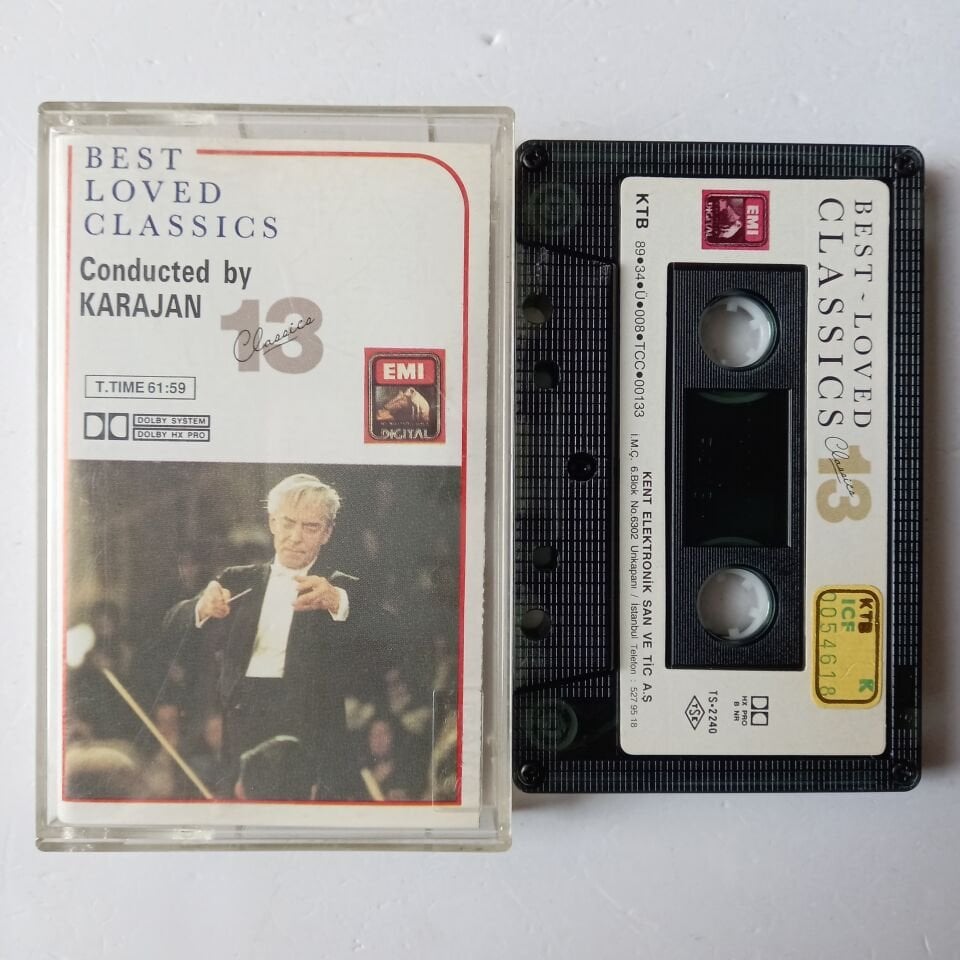 BEST
LOVED
CLASSICS
Conducted by
KARAJAN
13
Classics
T.TIME 61:59
DOLBY SYSTEM
DOLBY HX PRO
EMI
DIGITAL
BEST ~ LOVED
CLASSICS
13
Classics
EMI
DIGITAL
KTB 89•34•Ü•008•TCC•00133
KENT ELEKTRONİK SAN VE TİC A.Ş
İ.M.Ç. 6.Blok No.6302 Unkapanı / İstanbul Telefon : 527 95 18
KTB K
ICF
0054618
HX PRO
B NR
TS•2240
TSE